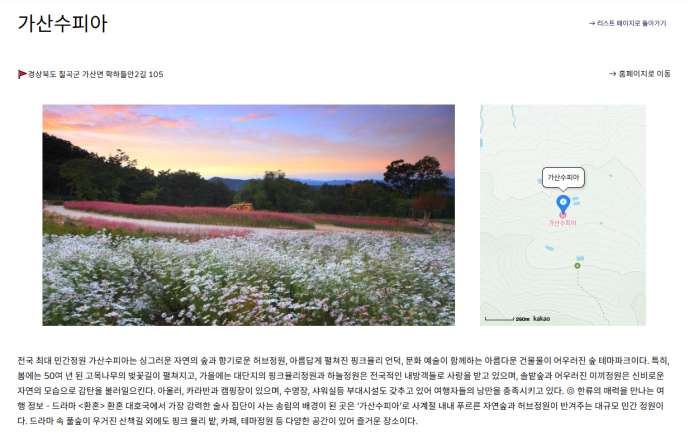 가산수피아
→ 리스트 페이지로 돌아가기
경상북도 칠곡군 가산면 학하들안2길 105
→ 홈페이지로 이동
가산수피아
가산수피아
250m kakao
전국 최대 민간정원 가산수피아는 싱그러운 자연의 숲과 향기로운 허브정원, 아름답게 펼쳐진 핑크뮬리 언덕, 문화 예술이 함께하는 아름다운 건물물이 어우러진 숲 테마파크이다. 특히,
봄에는 50여 년 된 고목나무의 벚꽃길이 펼쳐지고, 가을에는 대단지의 핑크뮬리정원과 하늘정원은 전국적인 내방객들로 사랑을 받고 있으며, 솔밭숲과 어우러진 이끼정원은 신비로운
자연의 모습으로 감탄을 불러일으킨다. 아울러, 카라반과 캠핑장이 있으며, 수영장, 샤워실등 부대시설도 갖추고 있어 여행자들의 낭만을 충족시키고 있다. ◎ 한류의 매력을 만나는 여
행 정보 - 드라마 <환혼> 환혼 대호국에서 가장 강력한 술사 집단이 사는 송림의 배경이 된 곳은 '가산수피아'로 사계절 내내 푸르른 자연숲과 허브정원이 반겨주는 대규모 민간 정원이
다. 드라마 속 풀숲이 우거진 산책길 외에도 핑크 뮬리 밭, 카페, 테마정원 등 다양한 공간이 있어 즐거운 장소이다.